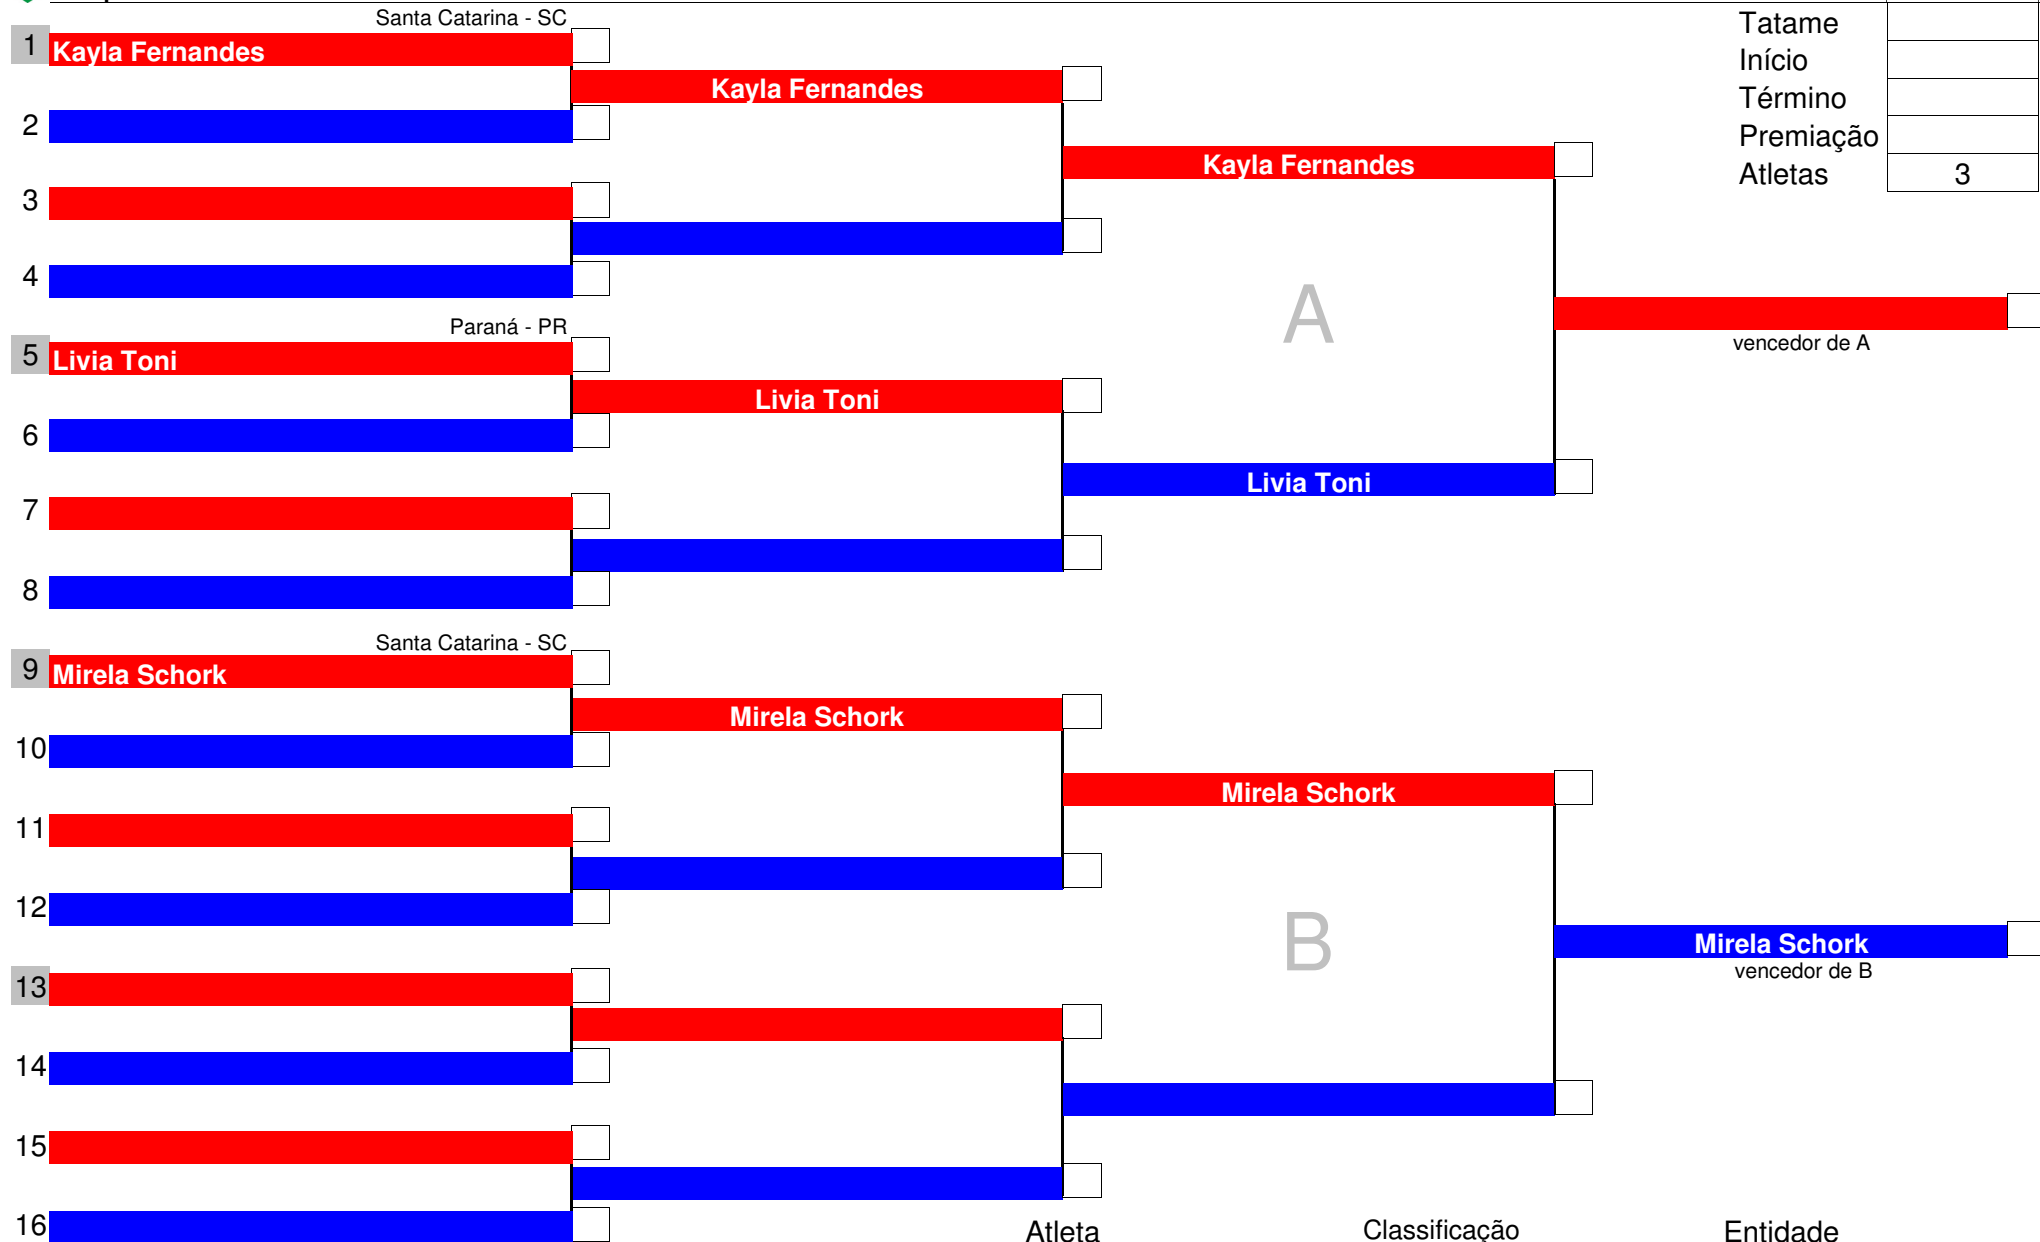 Santa Catarina - SC
Tatame
1 Kayla Fernandes
Kayla Fernandes
Início
Término
2
Premiação
Kayla Fernandes
Atletas 3
3
4
A
Paraná - PR
vencedor de A
5 Livia Toni
Livia Toni
6
Livia Toni
7
8
Santa Catarina - SC
9 Mirela Schork
Mirela Schork
10
Mirela Schork
11
12
B
Mirela Schork
vencedor de B
13
14
15
16
Atleta Classificação Entidade